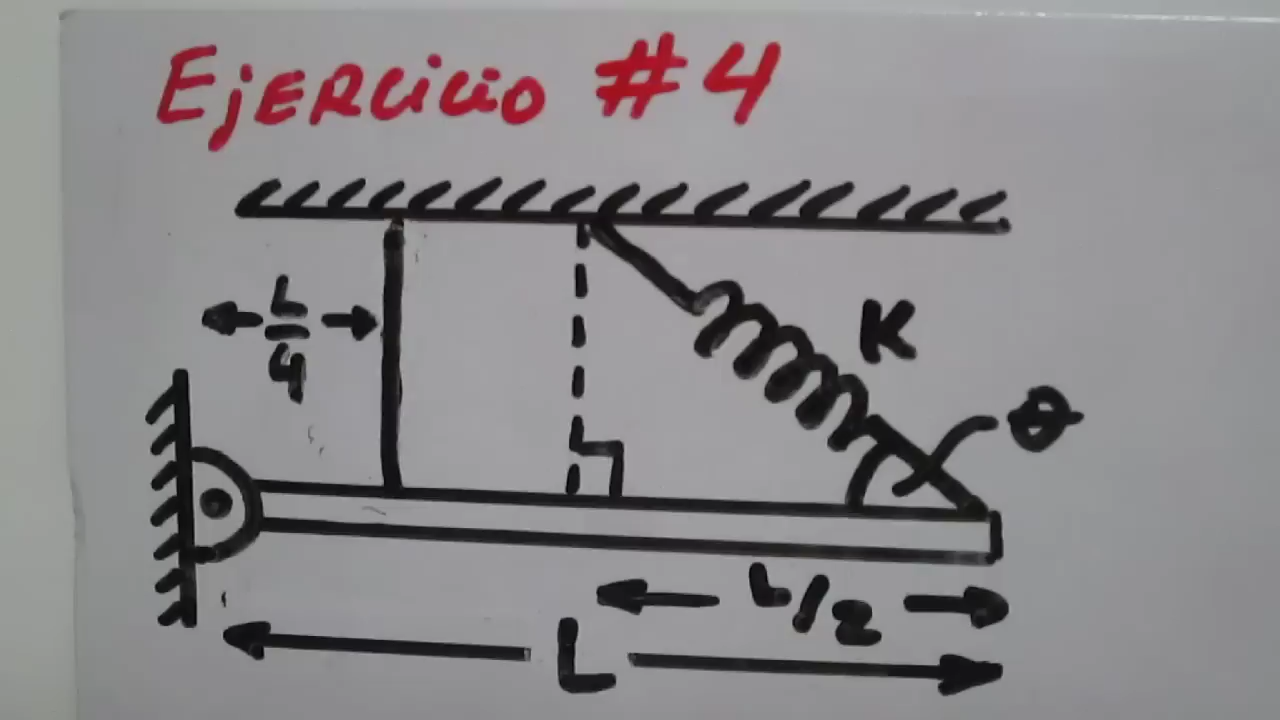 EjERcicio #4
L/4
K
θ
L/2
L